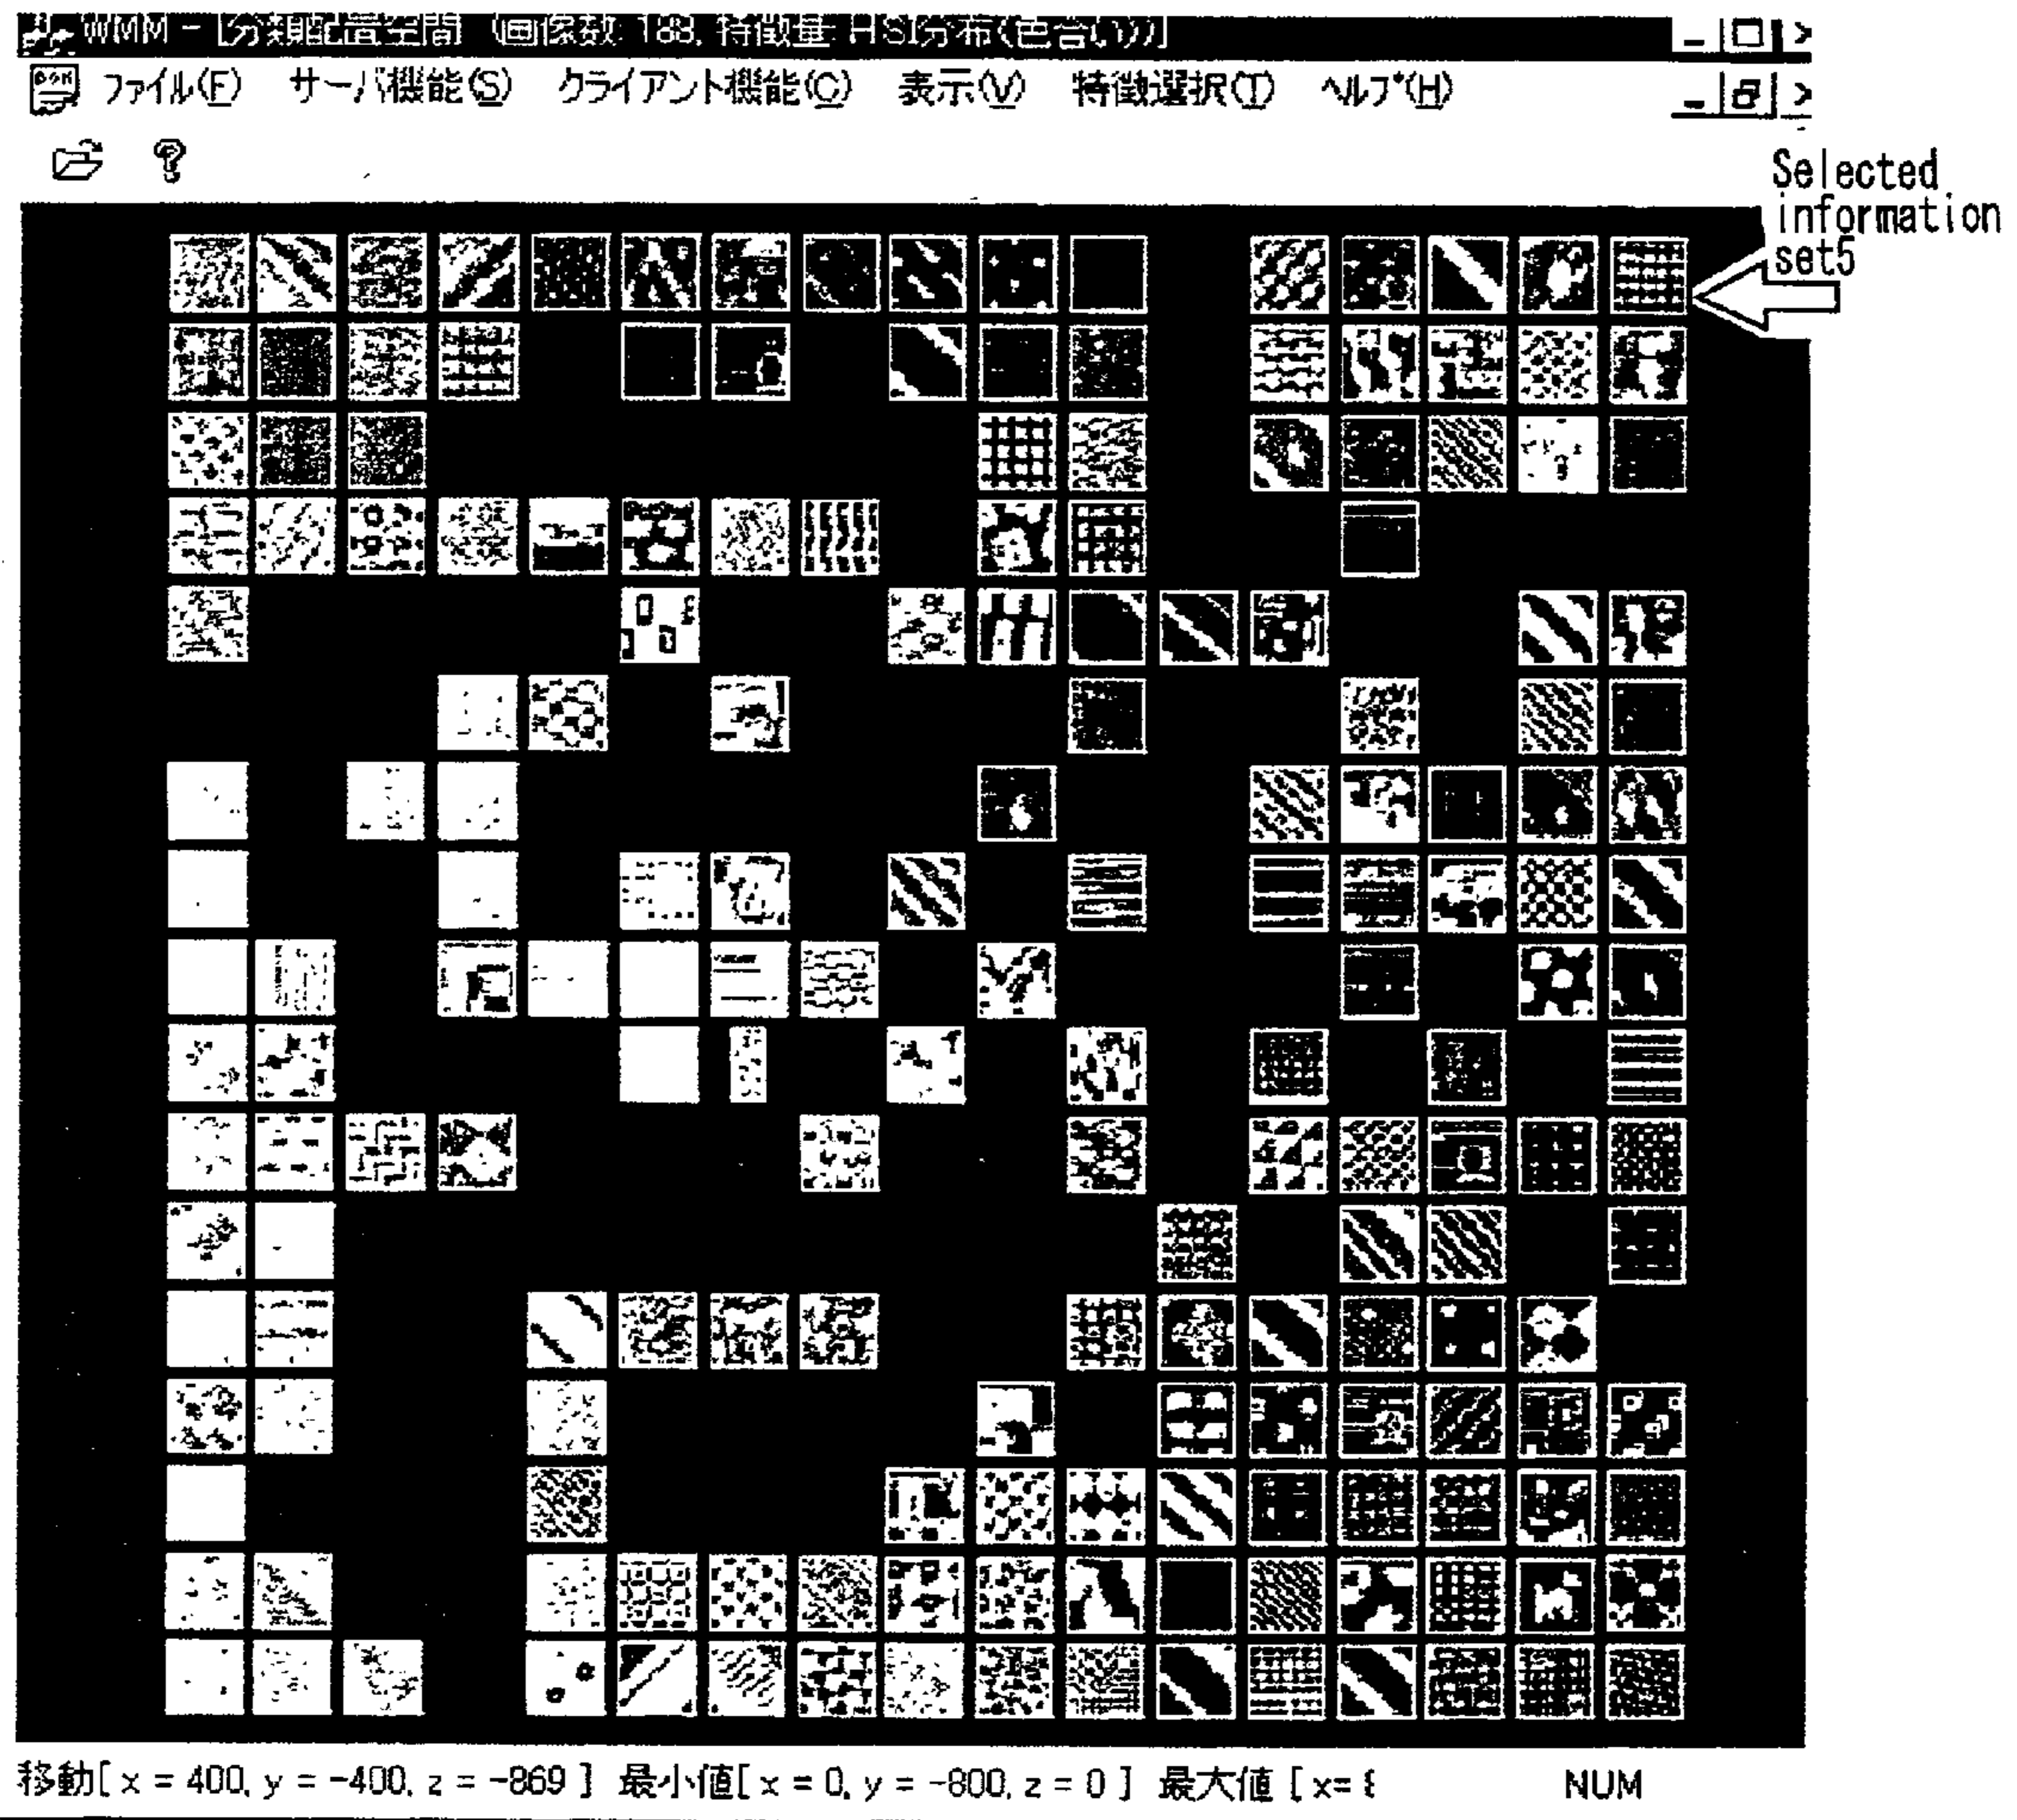 WMM - [分類配置空間 (画像数: 188, 特徴量: HSI分布(色合い))]
ファイル(F) サーバ機能(S) クライアント機能(C) 表示(V) 特徴選択(T) ヘルプ(H)
Selected
information
set5
移動[ x = 400, y = -400, z = -869 ] 最小値[ x = 0, y = -800, z = 0 ] 最大値 [ x= NUM